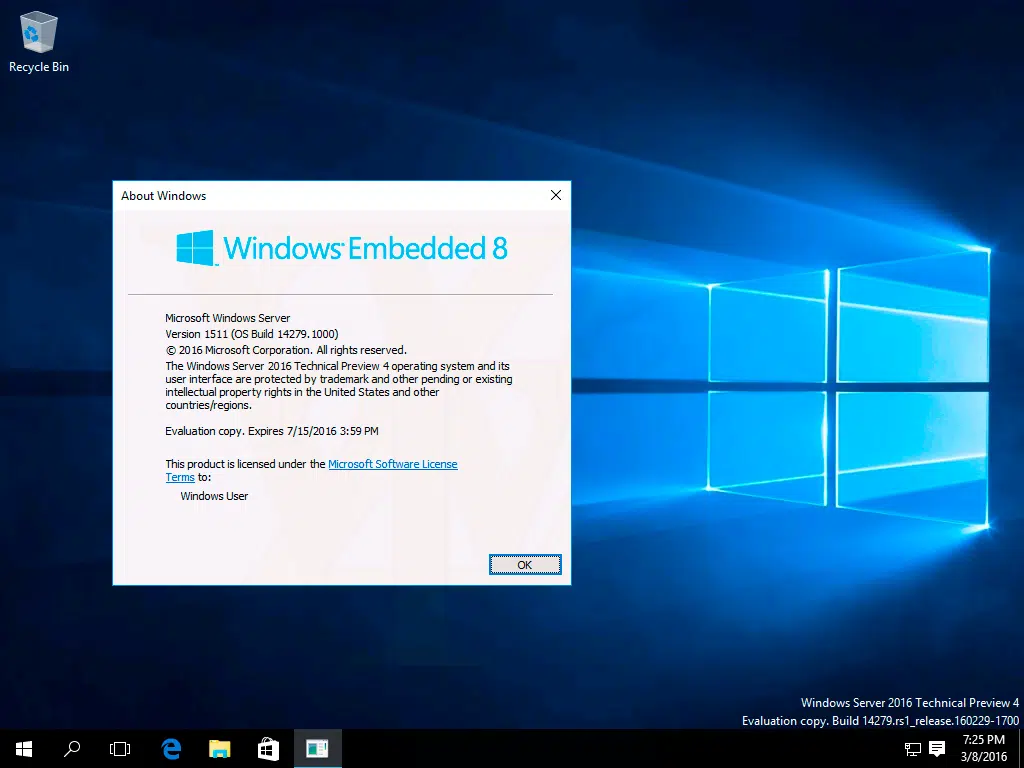 Recycle Bin
About Windows
Windows Embedded 8
Microsoft Windows Server
Version 1511 (OS Build 14279.1000)
© 2016 Microsoft Corporation. All rights reserved.
The Windows Server 2016 Technical Preview 4 operating system and its
user interface are protected by trademark and other pending or existing
intellectual property rights in the United States and other
countries/regions.
Evaluation copy. Expires 7/15/2016 3:59 PM
This product is licensed under the Microsoft Software License
Terms to:
Windows User
OK
Windows Server 2016 Technical Preview 4
Evaluation copy. Build 14279.rs1_release.160229-1700
7:25 PM
3/8/2016